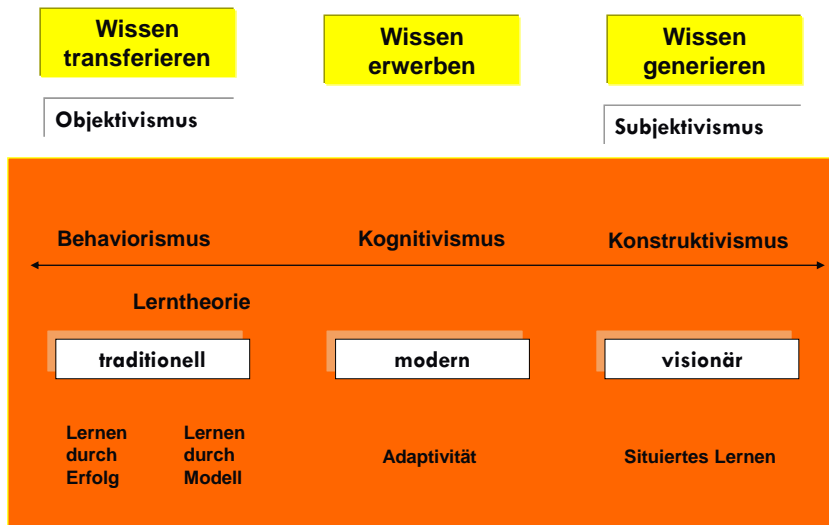 Wissen
transferieren
Wissen
erwerben
Wissen
generieren
Objektivismus
Subjektivismus
Behaviorismus
Kognitivismus
Konstruktivismus
Lerntheorie
traditionell
modern
visionär
Lernen
durch
Erfolg
Lernen
durch
Modell
Adaptivität
Situiertes Lernen